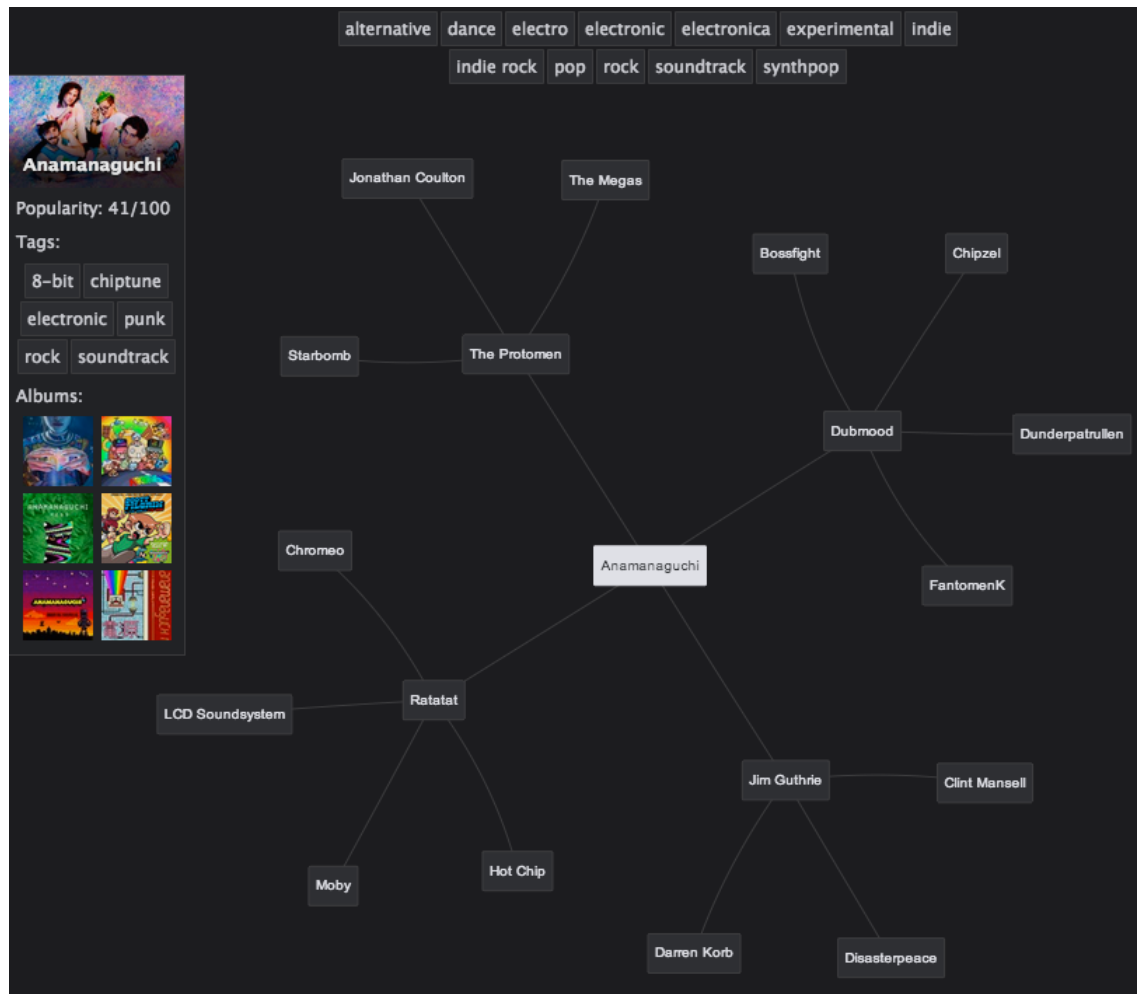 alternative dance electro electronic electronica experimental indie
indie rock pop rock soundtrack synthpop
Anamanaguchi
Popularity: 41/100
Tags:
8-bit chiptune
electronic punk
rock soundtrack
Albums:
ANAMANAGUCHI
ANAMANAGUCHI
Jonathan Coulton
The Megas
Bossfight
Chipzel
Starbomb
The Protomen
Dubmood
Dunderpatrullen
Chromeo
Anamanaguchi
FantomenK
LCD Soundsystem
Ratatat
Jim Guthrie
Clint Mansell
Moby
Hot Chip
Darren Korb
Disasterpeace